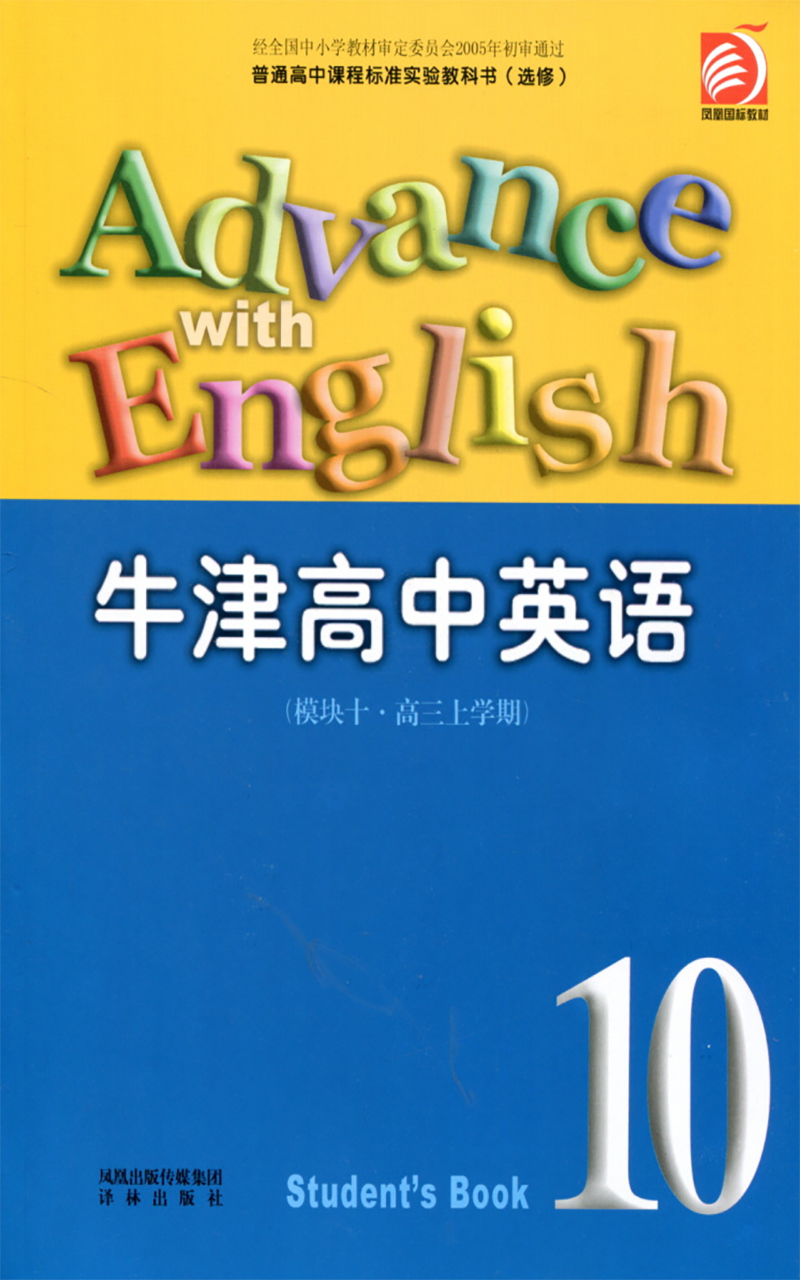 经全国中小学教材审定委员会2005年初审通过
普通高中课程标准实验教科书（选修）
凤凰国标教材
Advance
with
English
牛津高中英语
（模块十·高三上学期）
10
凤凰出版传媒集团
译林出版社
Student's Book